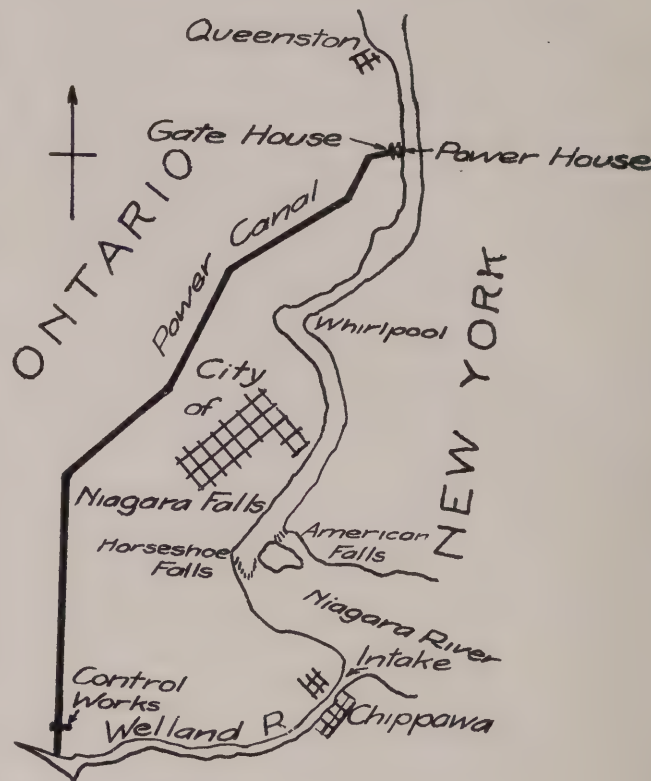 Queenston
Gate House
Power House
ONTARIO
Power Canal
NEW YORK
Whirlpool
City
of
Niagara Falls
American
Falls
Horseshoe
Falls
Niagara River
Intake
Control
Works
Welland R.
Chippawa